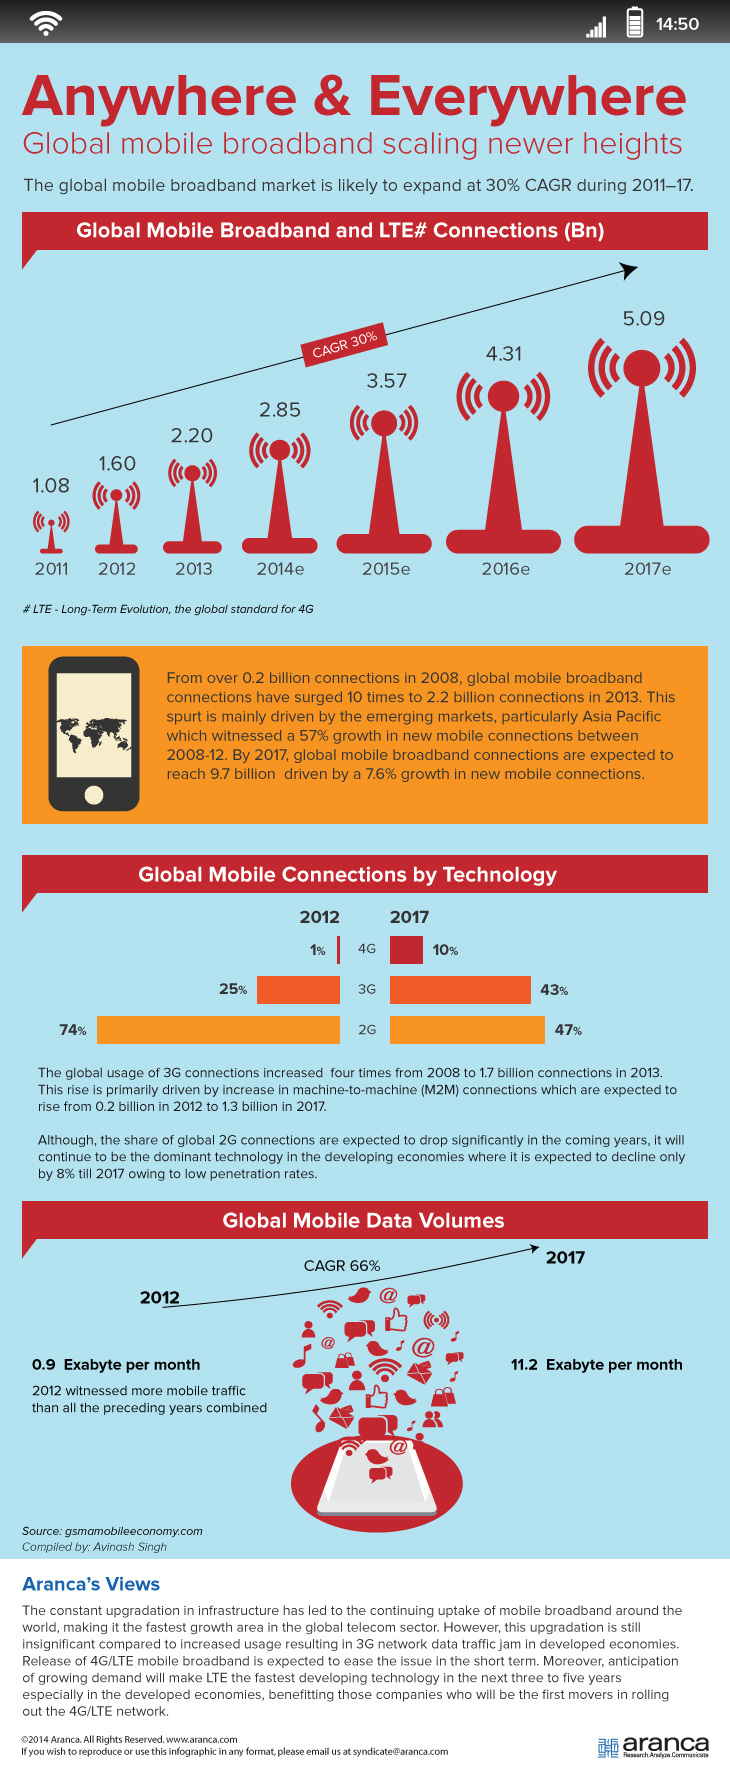 14:50
Anywhere & Everywhere
Global mobile broadband scaling newer heights
The global mobile broadband market is likely to expand at 30% CAGR during 2011–17.
Global Mobile Broadband and LTE# Connections (Bn)
CAGR 30%
1.08
1.60
2.20
2.85
3.57
4.31
5.09
2011
2012
2013
2014e
2015e
2016e
2017e
# LTE - Long-Term Evolution, the global standard for 4G
From over 0.2 billion connections in 2008, global mobile broadband
connections have surged 10 times to 2.2 billion connections in 2013. This
spurt is mainly driven by the emerging markets, particularly Asia Pacific
which witnessed a 57% growth in new mobile connections between
2008-12. By 2017, global mobile broadband connections are expected to
reach 9.7 billion driven by a 7.6% growth in new mobile connections.
Global Mobile Connections by Technology
2012 2017
1% 4G 10%
25% 3G 43%
74% 2G 47%
The global usage of 3G connections increased four times from 2008 to 1.7 billion connections in 2013.
This rise is primarily driven by increase in machine-to-machine (M2M) connections which are expected to
rise from 0.2 billion in 2012 to 1.3 billion in 2017.
Although, the share of global 2G connections are expected to drop significantly in the coming years, it will
continue to be the dominant technology in the developing economies where it is expected to decline only
by 8% till 2017 owing to low penetration rates.
Global Mobile Data Volumes
CAGR 66%
2012
2017
0.9 Exabyte per month
2012 witnessed more mobile traffic
than all the preceding years combined
11.2 Exabyte per month
Source: gsmamobileeconomy.com
Compiled by: Avinash Singh
Aranca's Views
The constant upgradation in infrastructure has led to the continuing uptake of mobile broadband around the
world, making it the fastest growth area in the global telecom sector. However, this upgradation is still
insignificant compared to increased usage resulting in 3G network data traffic jam in developed economies.
Release of 4G/LTE mobile broadband is expected to ease the issue in the short term. Moreover, anticipation
of growing demand will make LTE the fastest developing technology in the next three to five years
especially in the developed economies, benefitting those companies who will be the first movers in rolling
out the 4G/LTE network.
©2014 Aranca. All Rights Reserved. www.aranca.com
If you wish to reproduce or use this infographic in any format, please email us at syndicate@aranca.com
aranca
Research.Analyze.Communicate